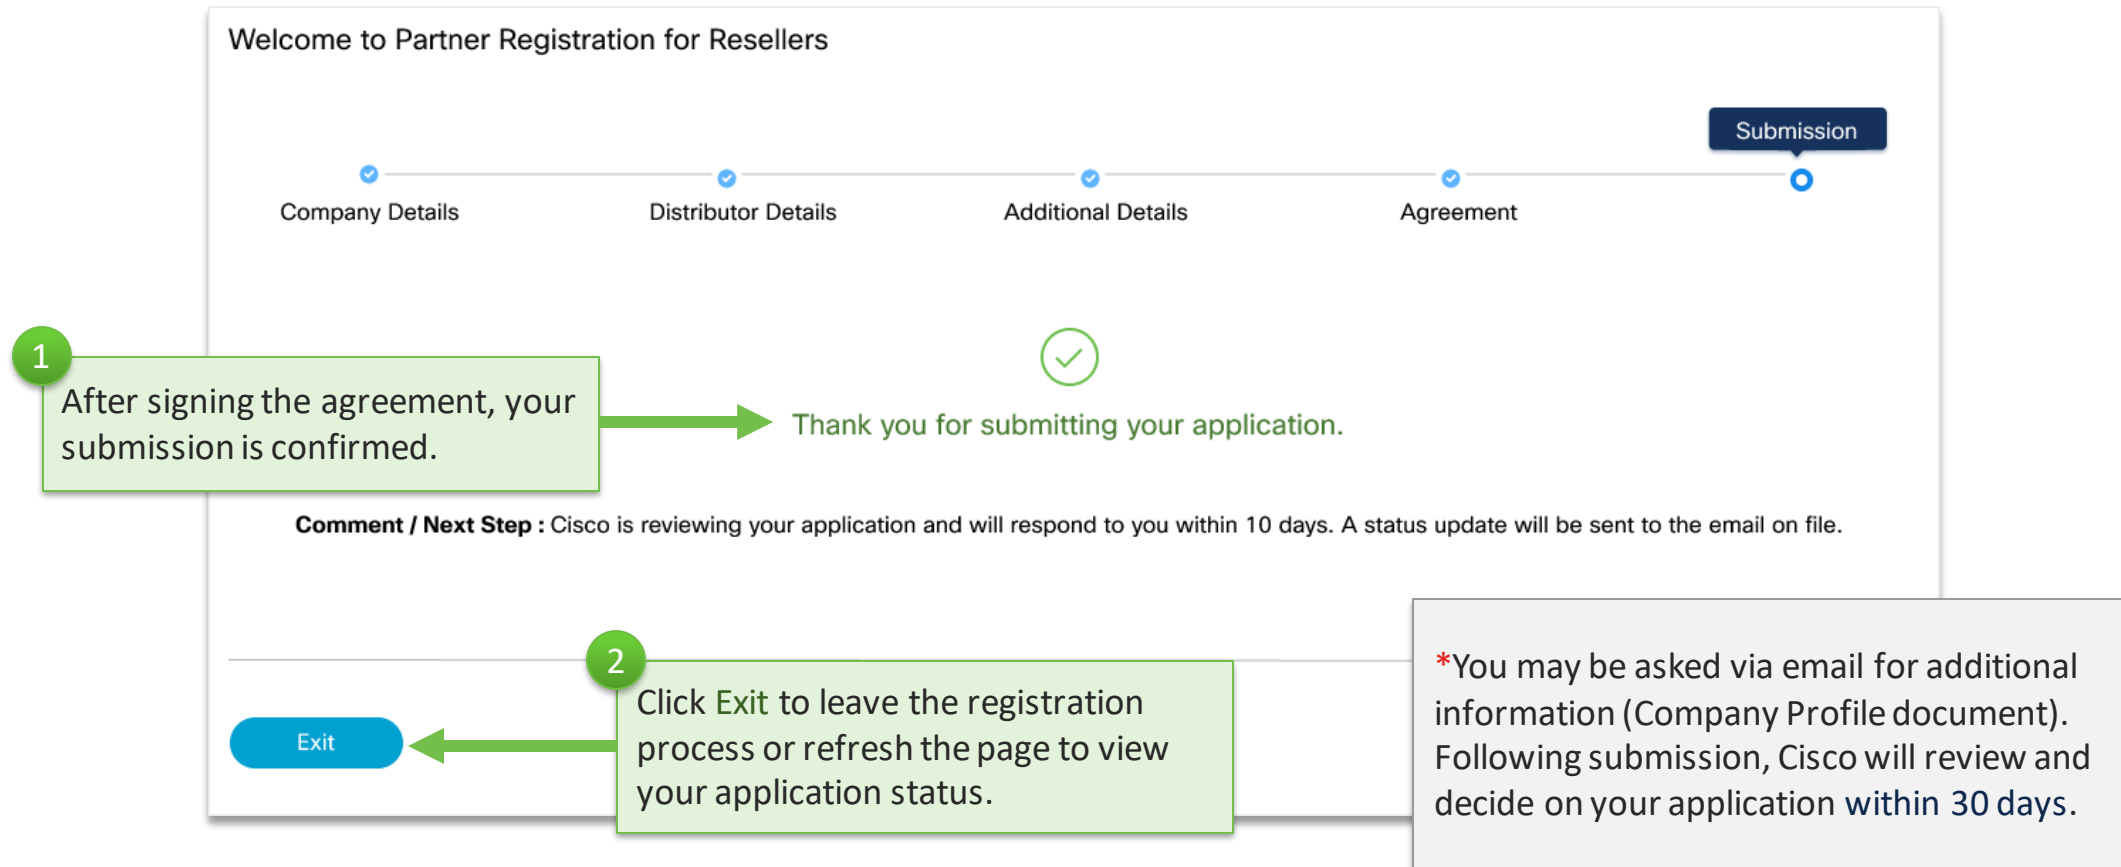 Welcome to Partner Registration for Resellers
Submission
Company Details
Distributor Details
Additional Details
Agreement
1
After signing the agreement, your
submission is confirmed.
Thank you for submitting your application.
Comment / Next Step : Cisco is reviewing your application and will respond to you within 10 days. A status update will be sent to the email on file.
2
Click Exit to leave the registration
process or refresh the page to view
your application status.
Exit
*You may be asked via email for additional
information (Company Profile document).
Following submission, Cisco will review and
decide on your application within 30 days.